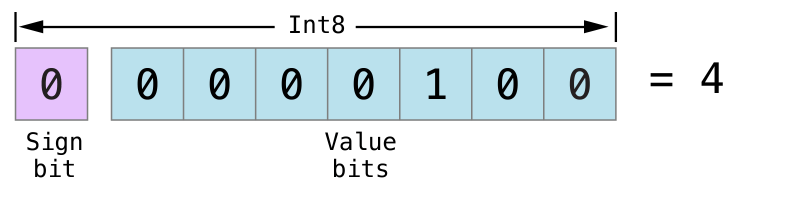 Int8
0 0 0 0 0 1 0 0 = 4
Sign bit
Value bits